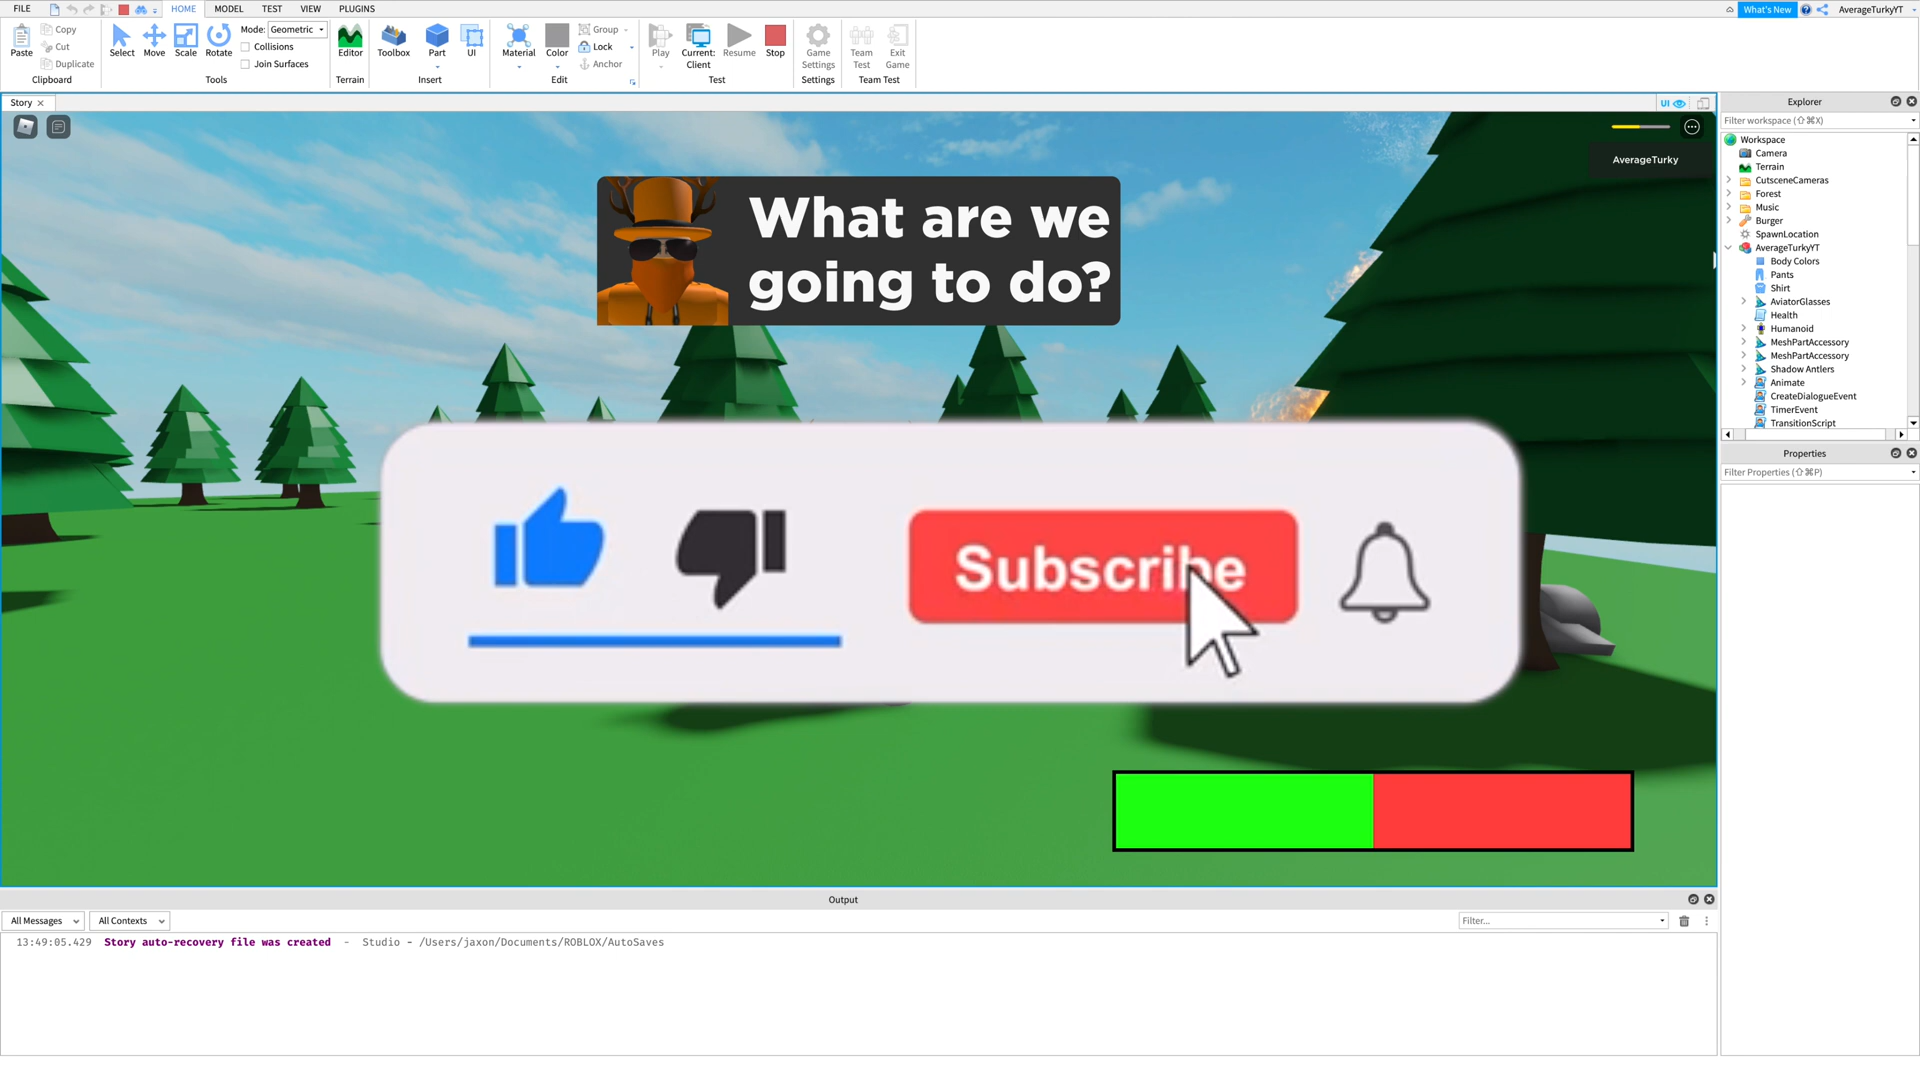 FILE HOME MODEL TEST VIEW PLUGINS What's New AverageTurkyYT
Paste Copy Cut Duplicate Clipboard
Select Move Scale Rotate Mode: Geometric Collisions Join Surfaces Tools
Editor Terrain
Toolbox Part UI Insert
Material Color Group Lock Anchor Edit
Play Current: Client Resume Stop Test
Game Settings Settings
Team Test Exit Game Team Test
Story UI
AverageTurky
What are we
going to do?
Subscribe
Explorer
Filter workspace (⇧⌘X)
Workspace
Camera
Terrain
CutsceneCameras
Forest
Music
Burger
SpawnLocation
AverageTurkyYT
Body Colors
Pants
Shirt
AviatorGlasses
Health
Humanoid
MeshPartAccessory
MeshPartAccessory
Shadow Antlers
Animate
CreateDialogueEvent
TimerEvent
TransitionScript
Properties
Filter Properties (⇧⌘P)
Output
All Messages All Contexts Filter...
13:49:05.429 Story auto-recovery file was created - Studio - /Users/jaxon/Documents/ROBLOX/AutoSaves